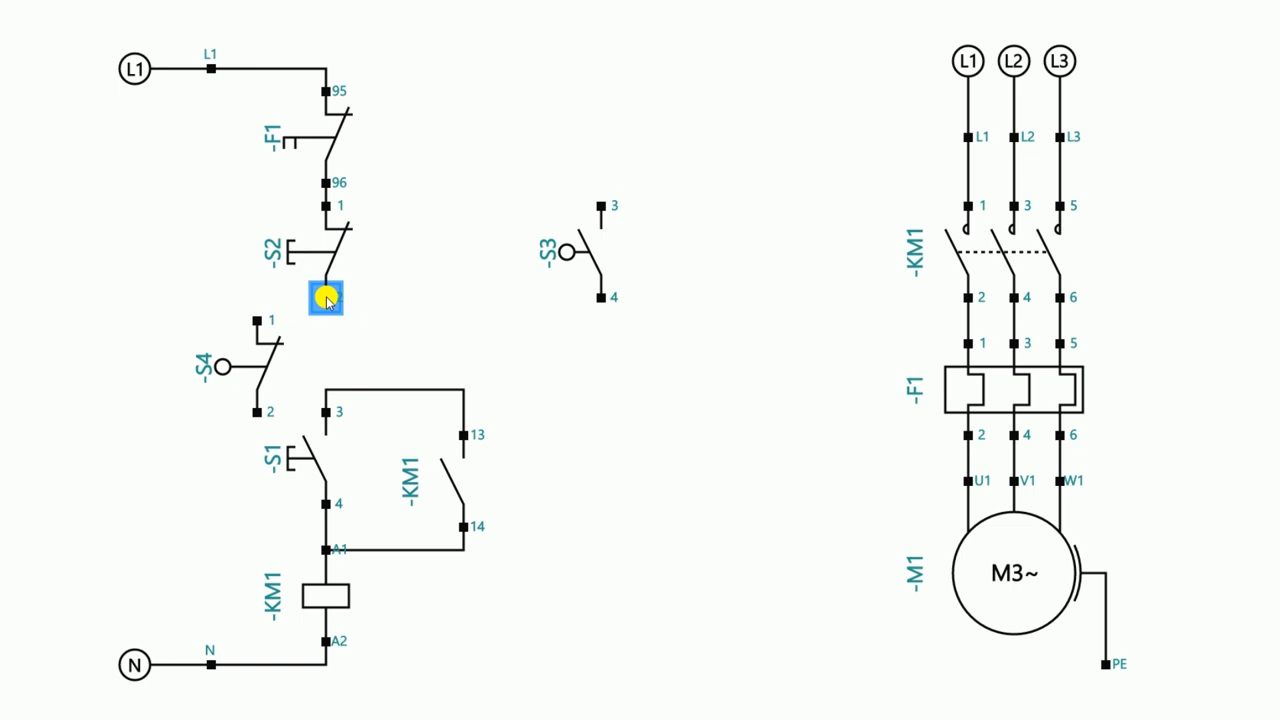 L1
L1
95
-F1
96
1
-S2
1
-S4
2
3
-S1
4
13
-KM1
14
A1
-KM1
A2
N
N
3
-S3
4
L1 L2 L3
L1 L2 L3
1 3 5
-KM1
2 4 6
1 3 5
-F1
2 4 6
U1 V1 W1
-M1
M3~
PE